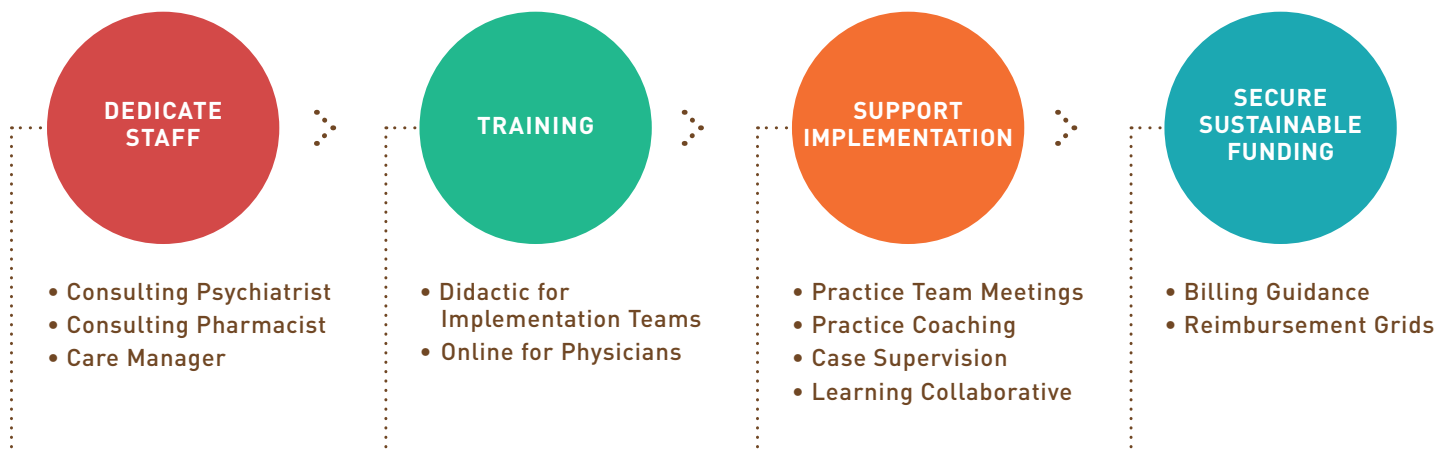 DEDICATE
STAFF
• Consulting Psychiatrist
• Consulting Pharmacist
• Care Manager
TRAINING
• Didactic for
Implementation Teams
• Online for Physicians
SUPPORT
IMPLEMENTATION
• Practice Team Meetings
• Practice Coaching
• Case Supervision
• Learning Collaborative
SECURE
SUSTAINABLE
FUNDING
• Billing Guidance
• Reimbursement Grids